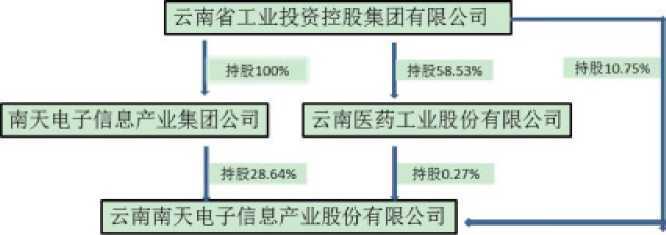 云南省工业投资控股集团有限公司
持股100%
持股58.53%
持股10.75%
南天电子信息产业集团公司
云南医药工业股份有限公司
持股28.64%
持股0.27%
云南南天电子信息产业股份有限公司